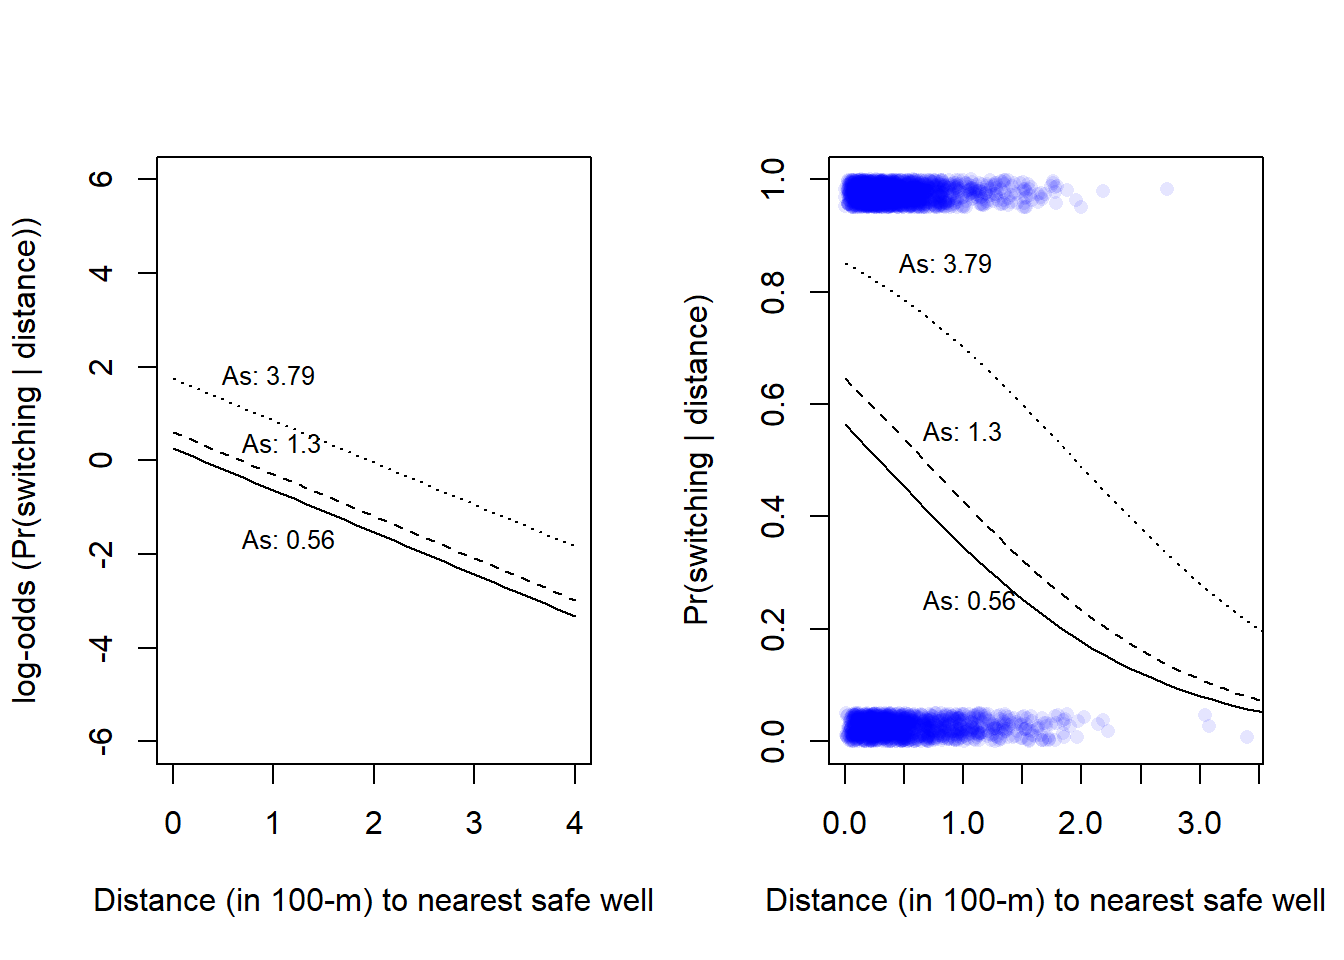 log-odds (Pr(switching | distance))
6
4
2
0
-2
-4
-6
As: 3.79
As: 1.3
As: 0.56
0 1 2 3 4
Distance (in 100-m) to nearest safe well
Pr(switching | distance)
1.0
0.8
0.6
0.4
0.2
0.0
As: 3.79
As: 1.3
As: 0.56
0.0 1.0 2.0 3.0
Distance (in 100-m) to nearest safe well